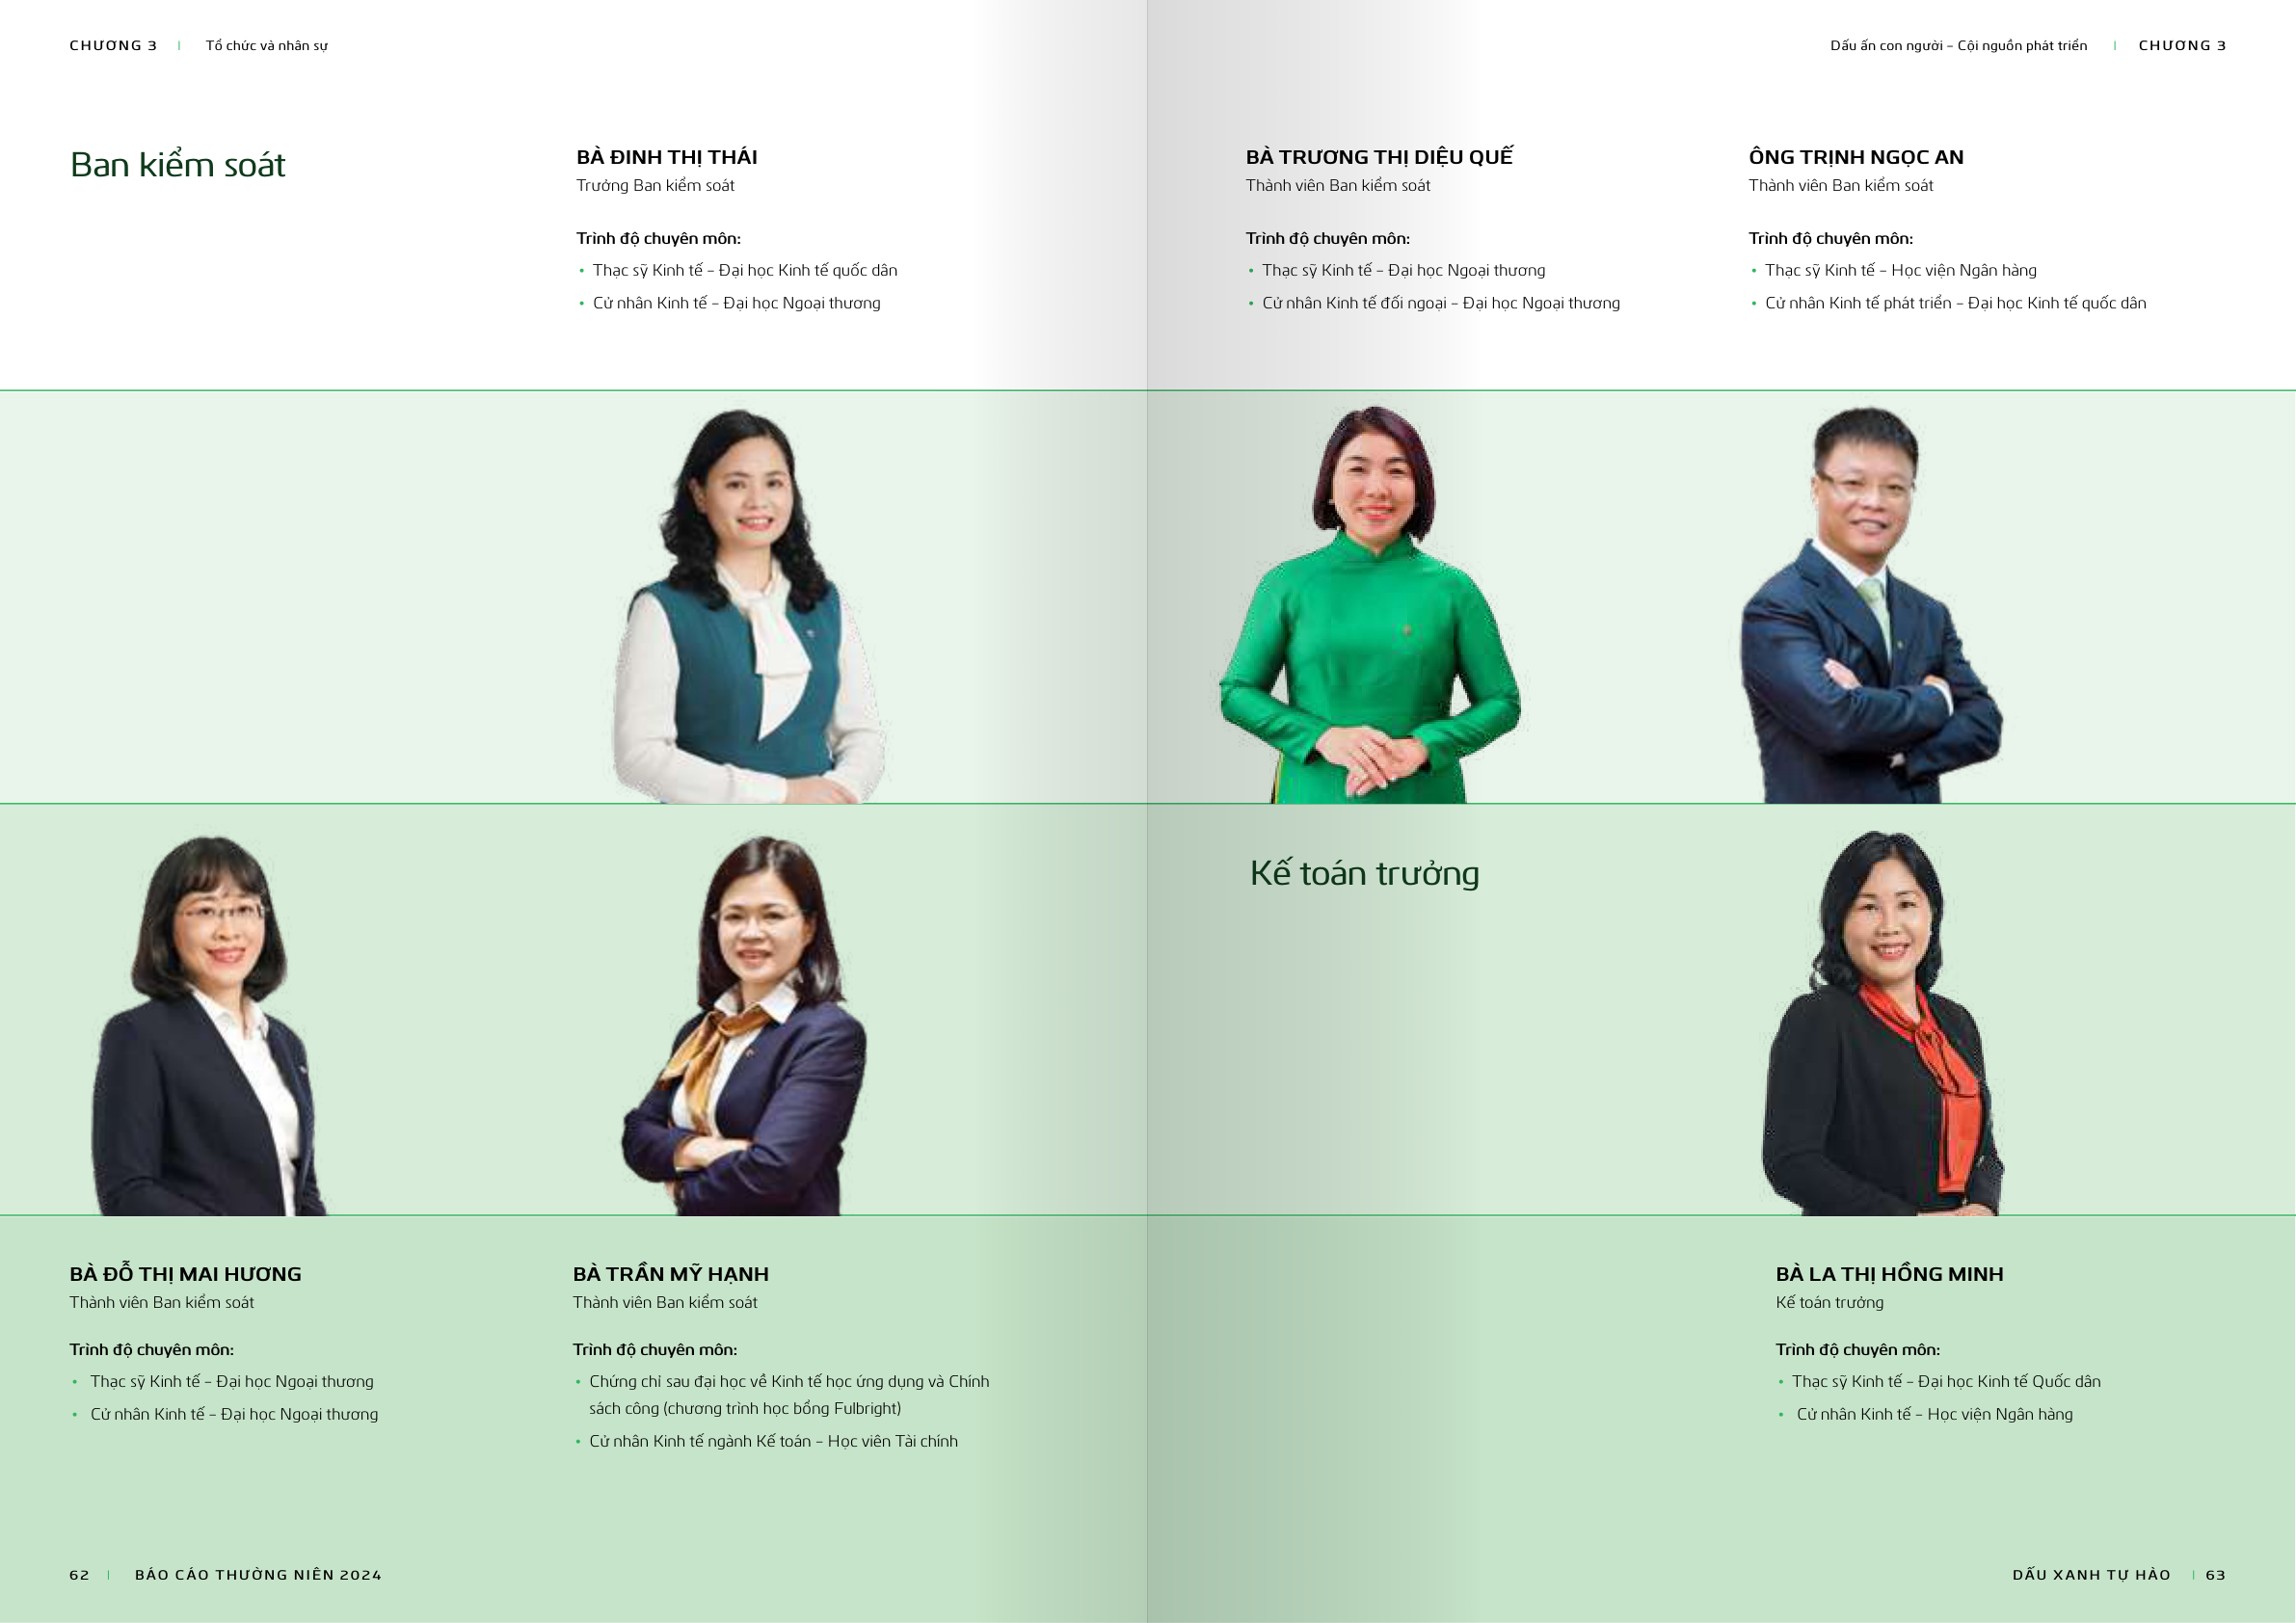 CHƯƠNG 3 | Tổ chức và nhân sự
Dấu ấn con người – Cội nguồn phát triển | CHƯƠNG 3
Ban kiểm soát
BÀ ĐINH THỊ THÁI
Trưởng Ban kiểm soát
Trình độ chuyên môn:
• Thạc sỹ Kinh tế – Đại học Kinh tế quốc dân
• Cử nhân Kinh tế – Đại học Ngoại thương
BÀ TRƯƠNG THỊ DIỆU QUẾ
Thành viên Ban kiểm soát
Trình độ chuyên môn:
• Thạc sỹ Kinh tế – Đại học Ngoại thương
• Cử nhân Kinh tế đối ngoại – Đại học Ngoại thương
ÔNG TRỊNH NGỌC AN
Thành viên Ban kiểm soát
Trình độ chuyên môn:
• Thạc sỹ Kinh tế – Học viện Ngân hàng
• Cử nhân Kinh tế phát triển – Đại học Kinh tế quốc dân
Kế toán trưởng
BÀ ĐỖ THỊ MAI HƯƠNG
Thành viên Ban kiểm soát
Trình độ chuyên môn:
• Thạc sỹ Kinh tế – Đại học Ngoại thương
• Cử nhân Kinh tế – Đại học Ngoại thương
BÀ TRẦN MỸ HẠNH
Thành viên Ban kiểm soát
Trình độ chuyên môn:
• Chứng chỉ sau đại học về Kinh tế học ứng dụng và Chính
sách công (chương trình học bổng Fulbright)
• Cử nhân Kinh tế ngành Kế toán – Học viên Tài chính
BÀ LA THỊ HỒNG MINH
Kế toán trưởng
Trình độ chuyên môn:
• Thạc sỹ Kinh tế – Đại học Kinh tế Quốc dân
• Cử nhân Kinh tế – Học viện Ngân hàng
62 | BÁO CÁO THƯỜNG NIÊN 2024
DẤU XANH TỰ HÀO | 63